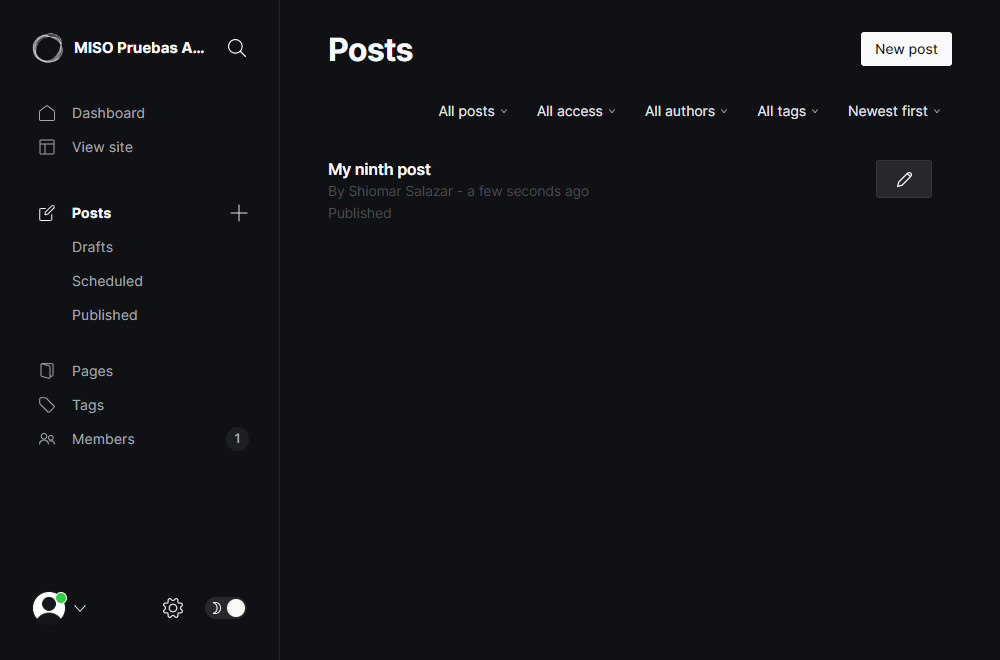 MISO Pruebas A...
Dashboard
View site
Posts
Drafts
Scheduled
Published
Pages
Tags
Members 1
Posts
New post
All posts All access All authors All tags Newest first
My ninth post
By Shiomar Salazar - a few seconds ago
Published